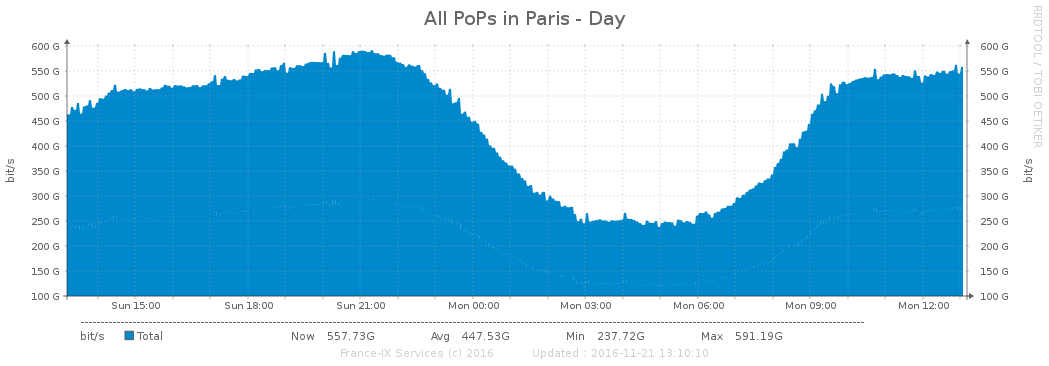 All PoPs in Paris - Day
RRDTOOL / TOBI OETIKER
600 G 600 G
550 G 550 G
500 G 500 G
450 G 450 G
400 G 400 G
350 G 350 G
300 G 300 G
250 G 250 G
200 G 200 G
150 G 150 G
100 G 100 G
bit/s bit/s
Sun 15:00 Sun 18:00 Sun 21:00 Mon 00:00 Mon 03:00 Mon 06:00 Mon 09:00 Mon 12:00
bit/s Total Now 557.73G Avg 447.53G Min 237.72G Max 591.19G
France-IX Services (c) 2016 Updated : 2016-11-21 13:10:10